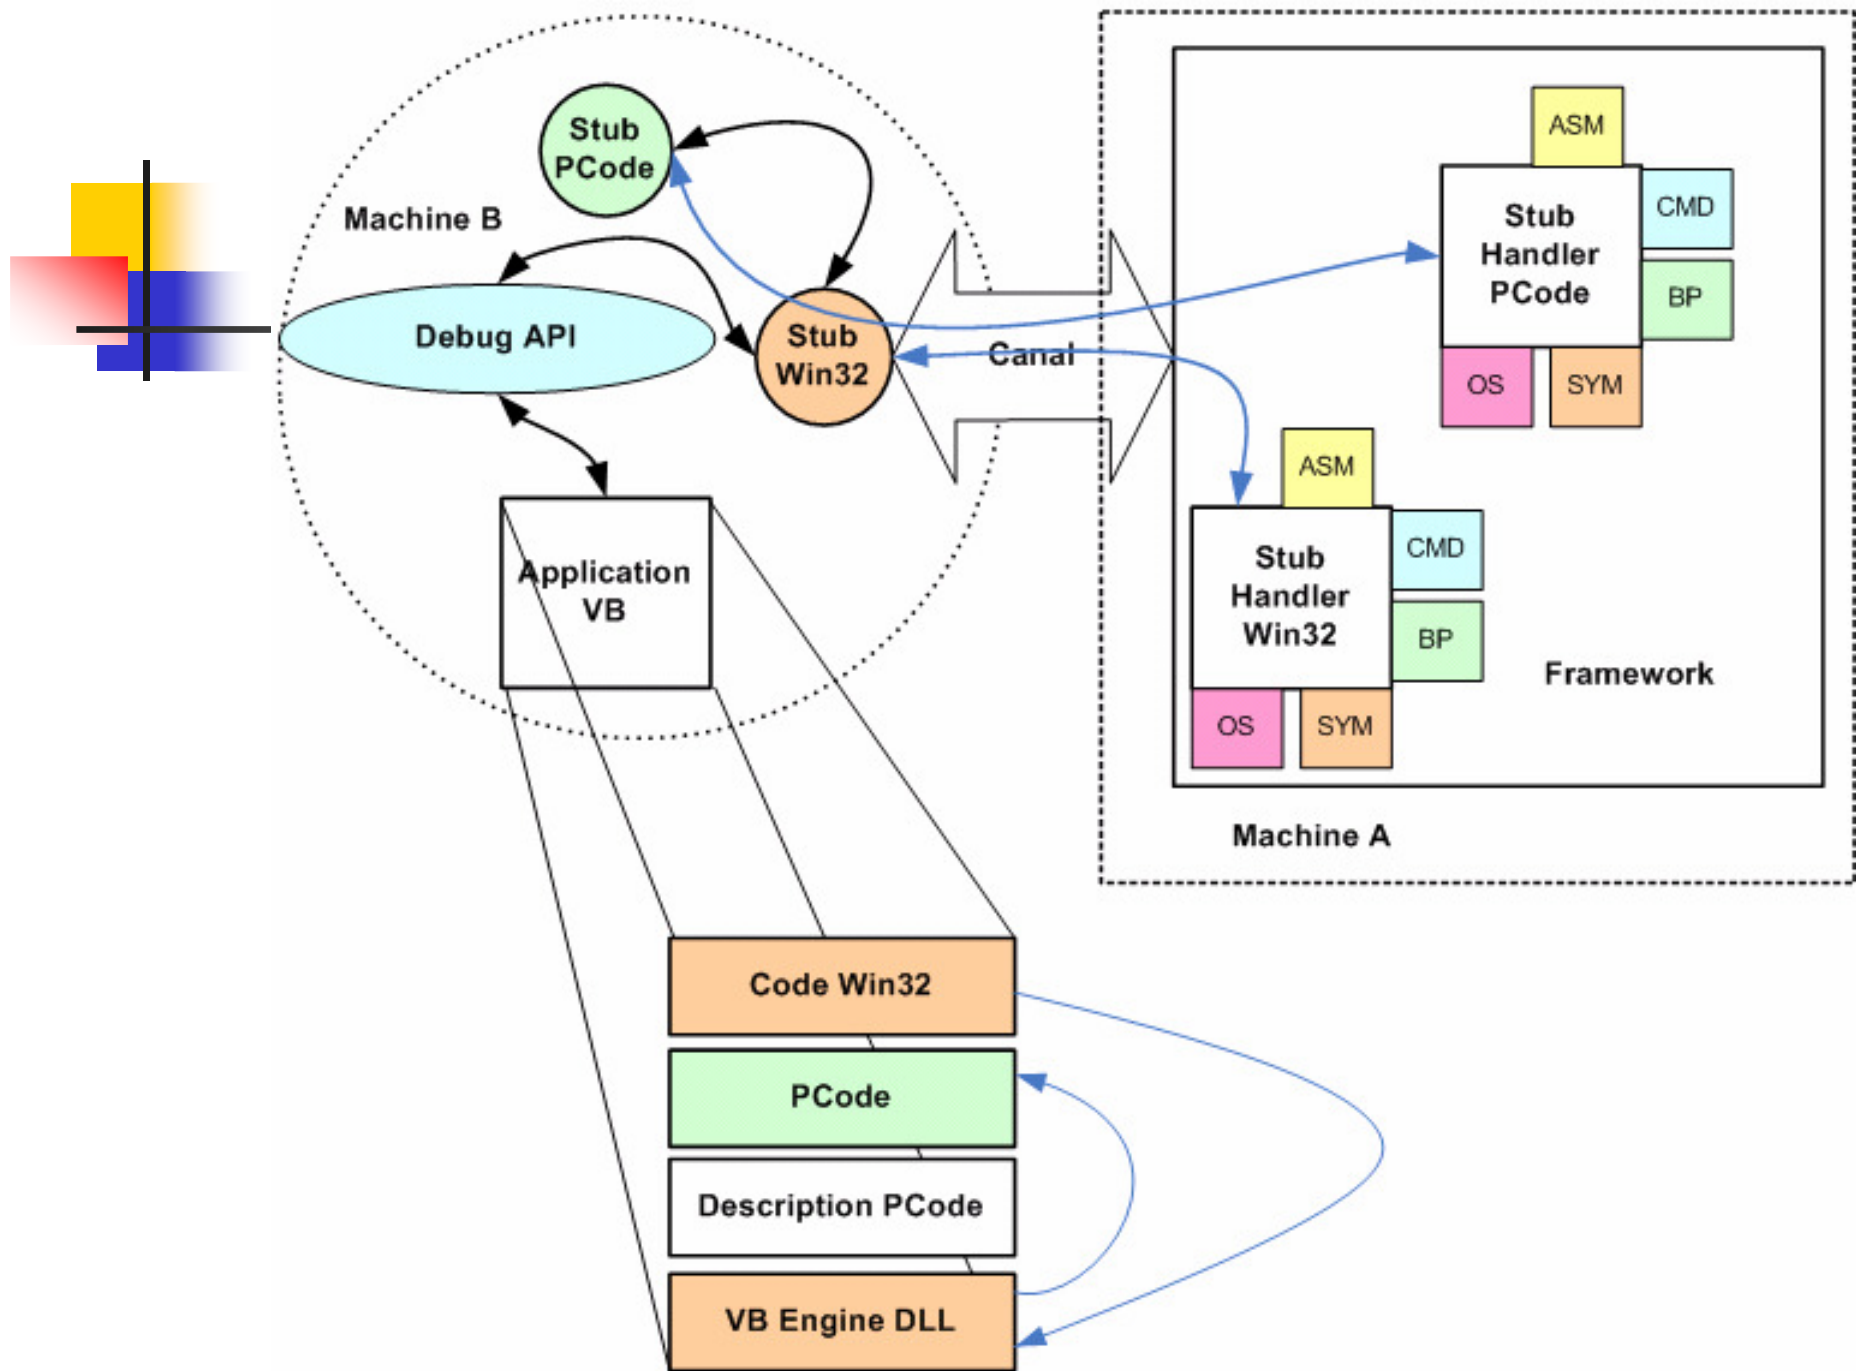 Stub
PCode
Machine B
Debug API
Stub
Win32
Canal
Application
VB
ASM
Stub
Handler
PCode
CMD
BP
OS
SYM
ASM
Stub
Handler
Win32
CMD
BP
OS
SYM
Framework
Machine A
Code Win32
PCode
Description PCode
VB Engine DLL